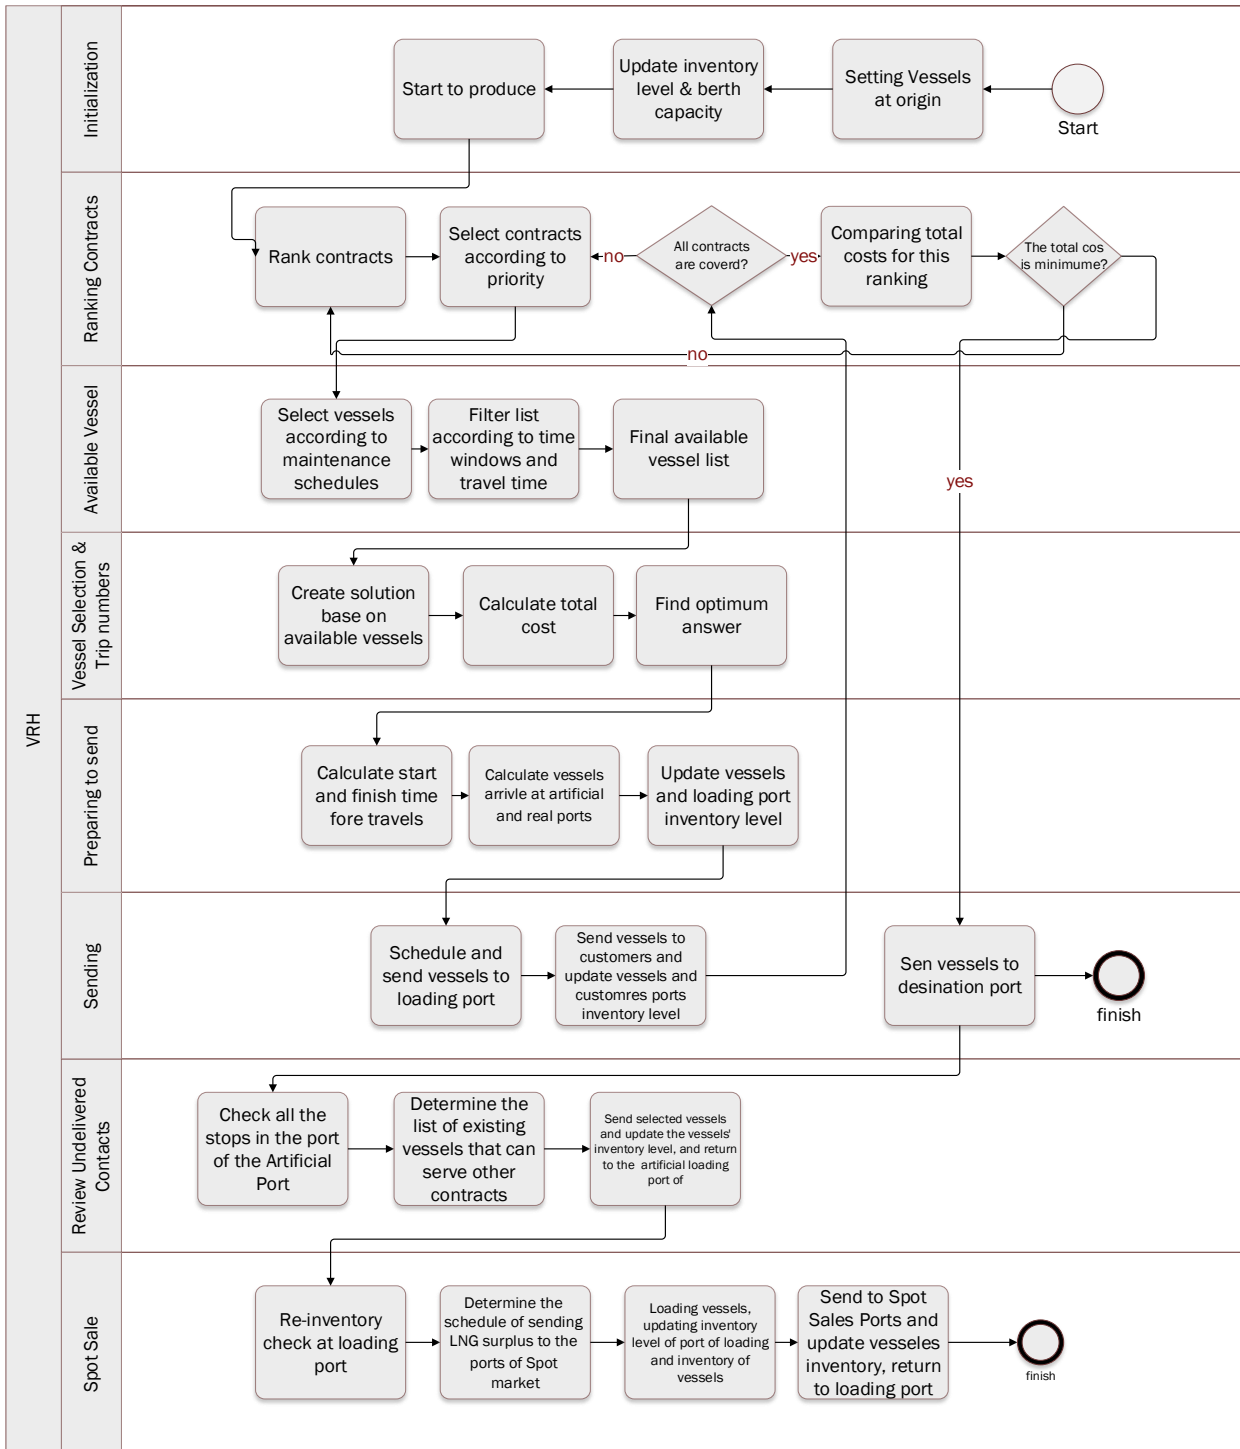 VRH
Initialization
Start to produce
Update inventory
level & berth
capacity
Setting Vessels
at origin
Start
Ranking Contracts
Rank contracts
Select contracts
according to
priority
no
All contracts
are coverd?
yes
Comparing total
costs for this
ranking
The total cos
is minimume?
no
Available Vessel
Select vessels
according to
maintenance
schedules
Filter list
according to time
windows and
travel time
Final available
vessel list
yes
Vessel Selection &
Trip numbers
Create solution
base on
available vessels
Calculate total
cost
Find optimum
answer
Preparing to send
Calculate start
and finish time
fore travels
Calculate vessels
arrivle at artificial
and real ports
Update vessels
and loading port
inventory level
Sending
Schedule and
send vessels to
loading port
Send vessels to
customers and
update vessels and
customres ports
inventory level
Sen vessels to
desination port
finish
Review Undelivered
Contacts
Check all the
stops in the port
of the Artificial
Port
Determine the
list of existing
vessels that can
serve other
contracts
Send selected vessels
and update the vessels'
inventory level, and return
to the artificial loading
port of
Spot Sale
Re-inventory
check at loading
port
Determine the
schedule of sending
LNG surplus to the
ports of Spot
market
Loading vessels,
updating inventory
level of port of loading
and inventory of
vessels
Send to Spot
Sales Ports and
update vesseles
inventory, return
to loading port
finish